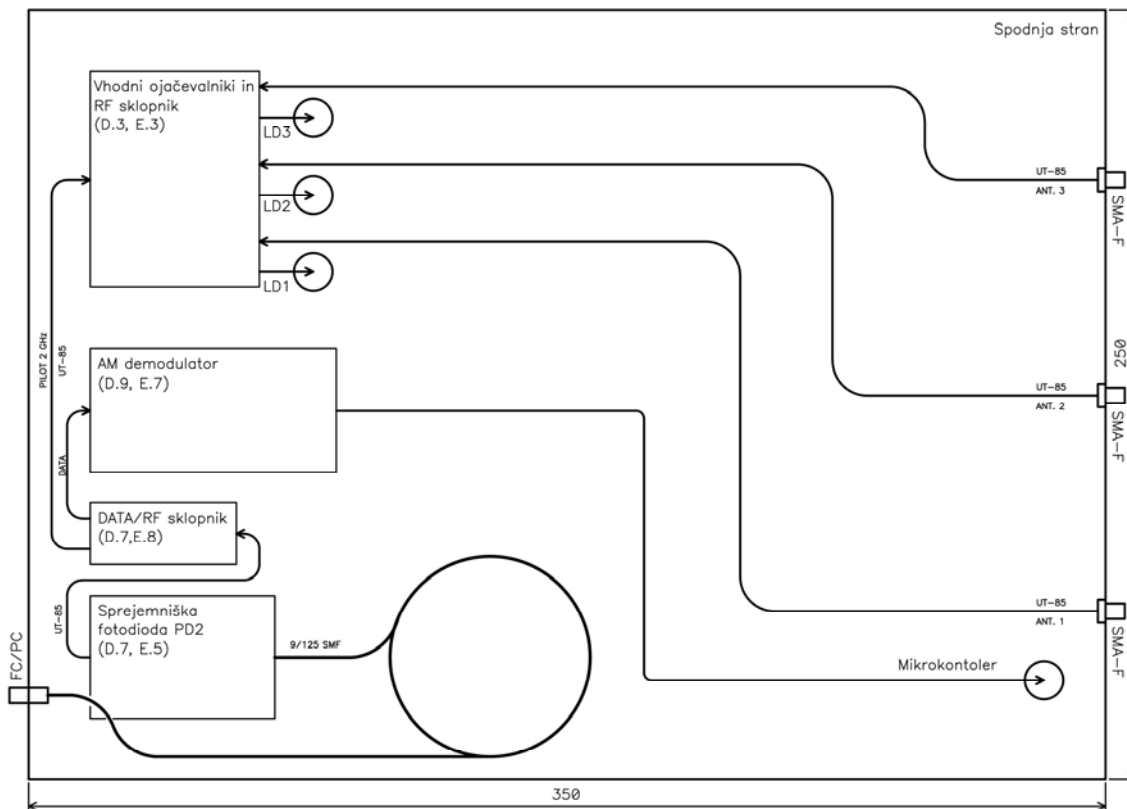 Spodnja stran
Vhodni ojačevalniki in
RF sklopnik
(D.3, E.3)
LD3
LD2
LD1
UT-85
ANT. 3
SMA-F
PILOT 2 GHz
UT-85
AM demodulator
(D.9, E.7)
250
UT-85
ANT. 2
SMA-F
DATA
DATA/RF sklopnik
(D.7,E.8)
UT-85
Sprejemniška
fotodioda PD2
(D.7, E.5)
9/125 SMF
UT-85
ANT. 1
SMA-F
FC/PC
Mikrokontoler
350